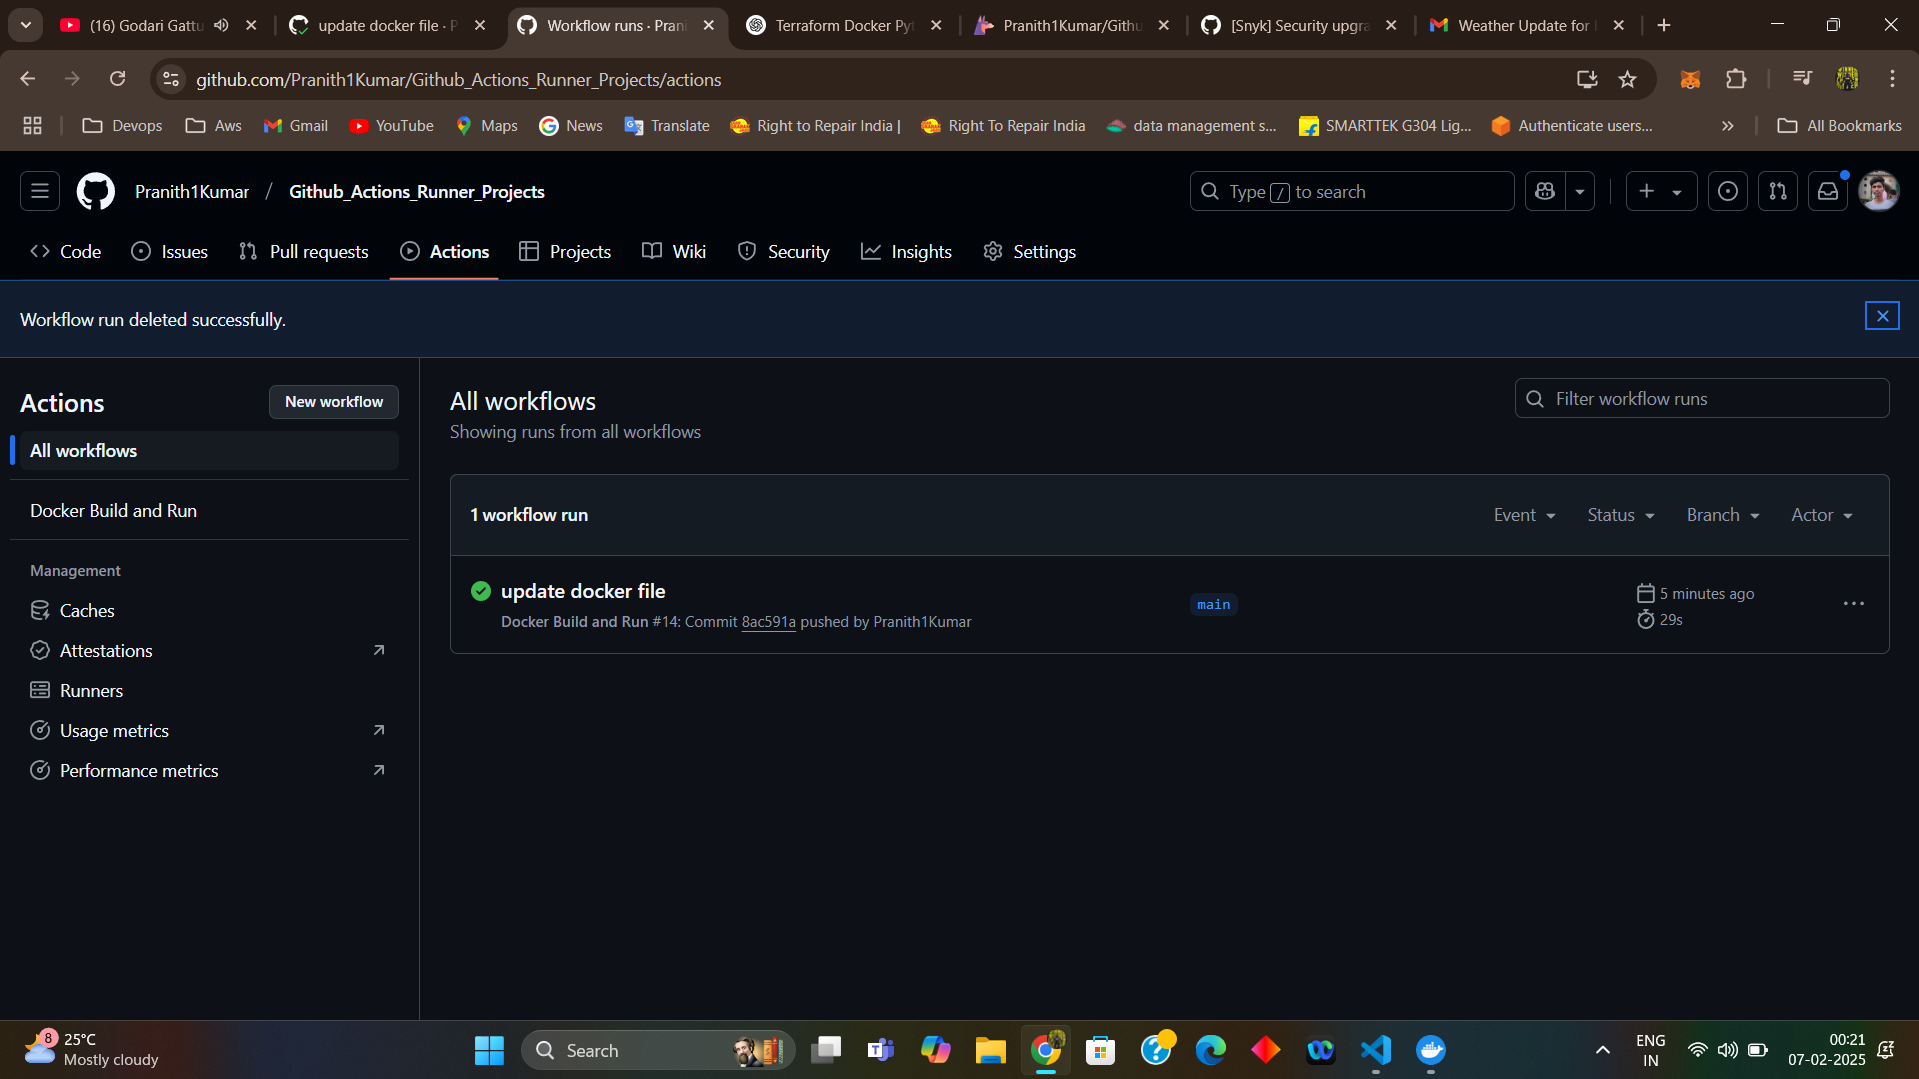 (16) Godari Gattu
update docker file · P
Workflow runs · Prani
Terraform Docker Pyt
Pranith1Kumar/Githu
[Snyk] Security upgra
Weather Update for
github.com/Pranith1Kumar/Github_Actions_Runner_Projects/actions
Devops
Aws
Gmail
YouTube
Maps
News
Translate
Right to Repair India |
Right To Repair India
data management s...
SMARTTEK G304 Lig...
Authenticate users...
All Bookmarks
Pranith1Kumar / Github_Actions_Runner_Projects
Type / to search
Code
Issues
Pull requests
Actions
Projects
Wiki
Security
Insights
Settings
Workflow run deleted successfully.
Actions
New workflow
All workflows
Docker Build and Run
Management
Caches
Attestations
Runners
Usage metrics
Performance metrics
All workflows
Showing runs from all workflows
Filter workflow runs
1 workflow run
Event
Status
Branch
Actor
update docker file
Docker Build and Run #14: Commit 8ac591a pushed by Pranith1Kumar
main
5 minutes ago
29s
8
25°C
Mostly cloudy
Search
ENG
IN
00:21
07-02-2025